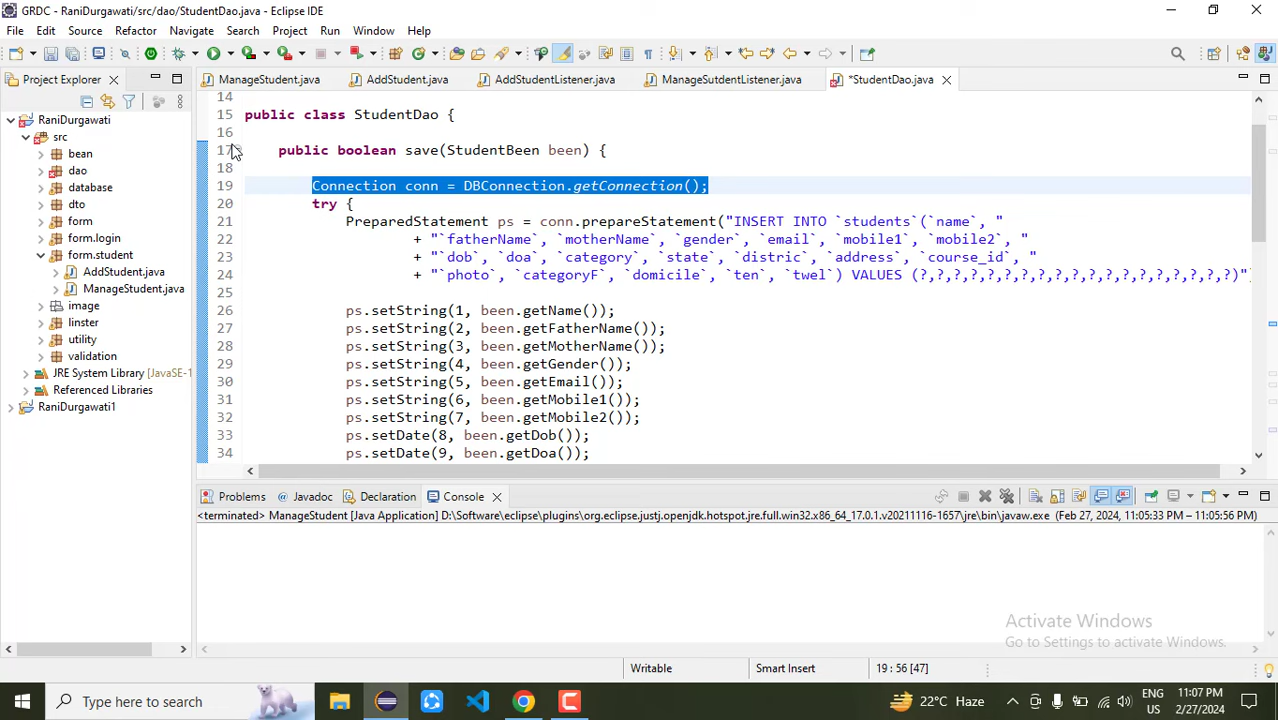 GRDC - RaniDurgawati/src/dao/StudentDao.java - Eclipse IDE
File Edit Source Refactor Navigate Search Project Run Window Help
Project Explorer
ManageStudent.java AddStudent.java AddStudentListener.java ManageSutdentListener.java *StudentDao.java
RaniDurgawati
src
bean
dao
database
dto
form
form.login
form.student
AddStudent.java
ManageStudent.java
image
linster
utility
validation
JRE System Library [JavaSE-1
Referenced Libraries
RaniDurgawati1
14
15 public class StudentDao {
16
17 public boolean save(StudentBeen been) {
18
19 Connection conn = DBConnection.getConnection();
20 try {
21 PreparedStatement ps = conn.prepareStatement("INSERT INTO `students`(`name`, "
22 + "`fatherName`, `motherName`, `gender`, `email`, `mobile1`, `mobile2`, "
23 + "`dob`, `doa`, `category`, `state`, `distric`, `address`, `course_id`, "
24 + "`photo`, `categoryF`, `domicile`, `ten`, `twel`) VALUES (?,?,?,?,?,?,?,?,?,?,?,?,?,?,?,?,?,?,?)"
25
26 ps.setString(1, been.getName());
27 ps.setString(2, been.getFatherName());
28 ps.setString(3, been.getMotherName());
29 ps.setString(4, been.getGender());
30 ps.setString(5, been.getEmail());
31 ps.setString(6, been.getMobile1());
32 ps.setString(7, been.getMobile2());
33 ps.setDate(8, been.getDob());
34 ps.setDate(9, been.getDoa());
Problems Javadoc Declaration Console
<terminated> ManageStudent [Java Application] D:\Software\eclipse\plugins\org.eclipse.justj.openjdk.hotspot.jre.full.win32.x86_64_17.0.1.v20211116-1657\jre\bin\javaw.exe (Feb 27, 2024, 11:05:33 PM – 11:05:56 PM)
Activate Windows
Go to Settings to activate Windows.
Writable Smart Insert 19 : 56 [47]
Type here to search
22°C Haze
ENG
US
11:07 PM
2/27/2024